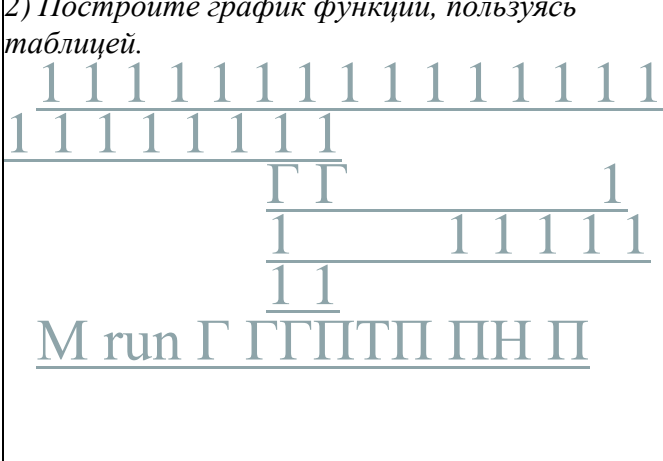 2) Постройте график функции, пользуясь
таблицей.
1 1 1 1 1 1 1 1 1 1 1 1 1 1 1
1 1 1 1 1 1 1 1
Г Г 1
1 1 1 1 1 1
1 1
М run Г ГГПТП ПН П